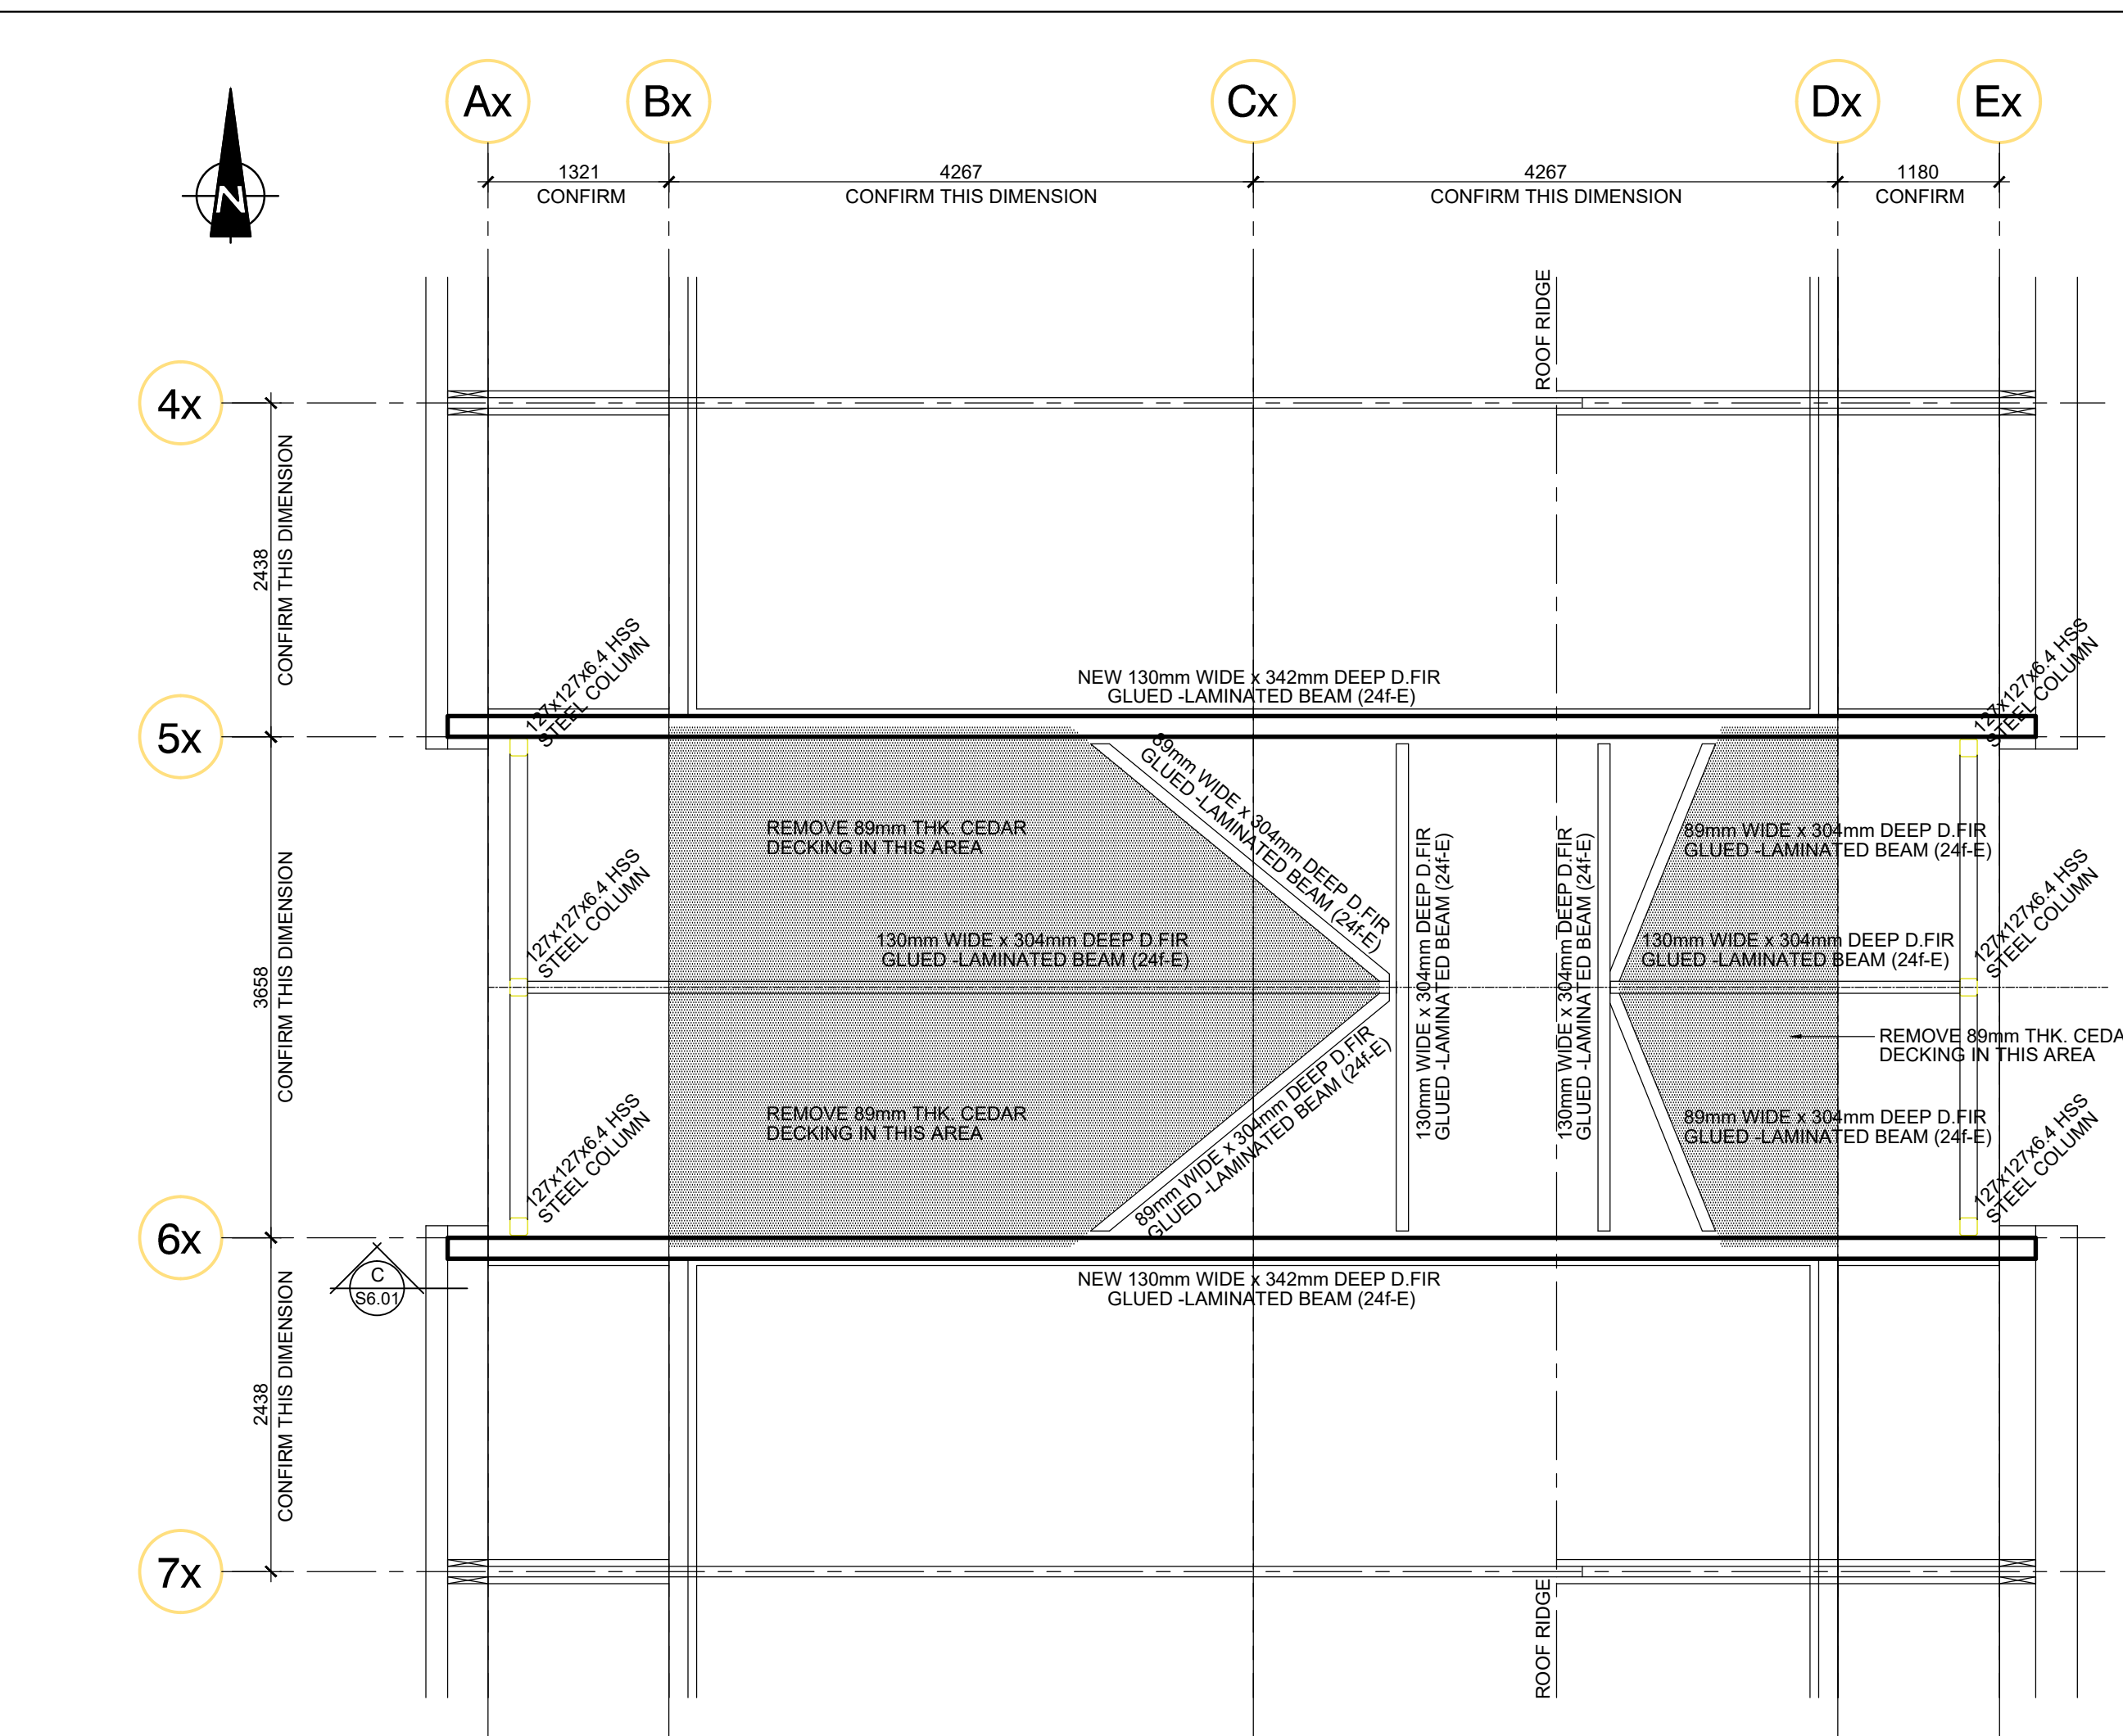 Ax
Bx
Cx
Dx
Ex
N
1321
CONFIRM
4267
CONFIRM THIS DIMENSION
4267
CONFIRM THIS DIMENSION
1180
CONFIRM
ROOF RIDGE
4x
2438
CONFIRM THIS DIMENSION
127x127x6.4 HSS
STEEL COLUMN
NEW 130mm WIDE x 342mm DEEP D.FIR
GLUED -LAMINATED BEAM (24f-E)
127x127x6.4 HSS
STEEL COLUMN
5x
REMOVE 89mm THK. CEDAR
DECKING IN THIS AREA
89mm WIDE x 304mm DEEP D.FIR
GLUED -LAMINATED BEAM (24f-E)
130mm WIDE x 304mm DEEP D.FIR
GLUED -LAMINATED BEAM (24f-E)
130mm WIDE x 304mm DEEP D.FIR
GLUED -LAMINATED BEAM (24f-E)
89mm WIDE x 304mm DEEP D.FIR
GLUED -LAMINATED BEAM (24f-E)
3658
CONFIRM THIS DIMENSION
127x127x6.4 HSS
STEEL COLUMN
130mm WIDE x 304mm DEEP D.FIR
GLUED -LAMINATED BEAM (24f-E)
130mm WIDE x 304mm DEEP D.FIR
GLUED -LAMINATED BEAM (24f-E)
127x127x6.4 HSS
STEEL COLUMN
REMOVE 89mm THK. CEDA
DECKING IN THIS AREA
REMOVE 89mm THK. CEDAR
DECKING IN THIS AREA
89mm WIDE x 304mm DEEP D.FIR
GLUED -LAMINATED BEAM (24f-E)
89mm WIDE x 304mm DEEP D.FIR
GLUED -LAMINATED BEAM (24f-E)
127x127x6.4 HSS
STEEL COLUMN
127x127x6.4 HSS
STEEL COLUMN
6x
C
S6.01
NEW 130mm WIDE x 342mm DEEP D.FIR
GLUED -LAMINATED BEAM (24f-E)
2438
CONFIRM THIS DIMENSION
7x
ROOF RIDGE